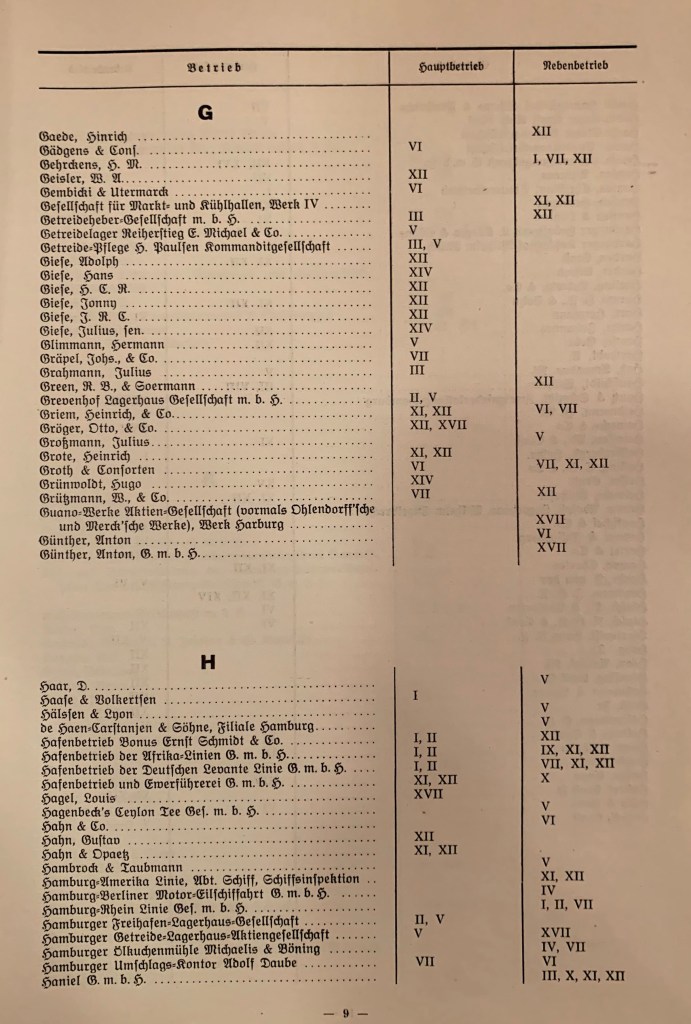 Betrieb Hauptbetrieb Nebenbetrieb
G
Gaede, Hinrich .......... XII
Gädgens & Cons. .......... VI
Gehrckens, H. M. .......... I, VII, XII
Geisler, W. A. .......... XII
Gembicki & Utermarck .......... VI
Gesellschaft für Markt- und Kühlhallen, Werk IV .......... XI, XII
Getreideheber-Gesellschaft m. b. H. .......... III XII
Getreidelager Reiherstieg E. Michael & Co. .......... V
Getreide-Pflege H. Paulsen Kommanditgesellschaft ..... III, V
Giese, Adolph .......... XII
Giese, Hans .......... XIV
Giese, H. C. R. .......... XII
Giese, Jonny .......... XII
Giese, J. R. C. .......... XII
Giese, Julius, sen. .......... XIV
Glimmann, Hermann .......... V
Gräpel, Johs., & Co. .......... VII
Grahmann, Julius .......... III
Green, R. B., & Soermann .......... XII
Grevenhof Lagerhaus Gesellschaft m. b. H. .......... II, V
Griem, Heinrich, & Co. .......... XI, XII VI, VII
Gröger, Otto, & Co. .......... XII, XVII
Großmann, Julius .......... V
Grote, Heinrich .......... XI, XII
Groth & Consorten .......... VI VII, XI, XII
Grünwoldt, Hugo .......... XIV
Grützmann, W., & Co. .......... VII XII
Guano-Werke Aktien-Gesellschaft (vormals Ohlendorff'sche
und Merck'sche Werke), Werk Harburg .......... XVII
Günther, Anton .......... VI
Günther, Anton, G. m. b. H. .......... XVII
H
Haar, D. .......... V
Haase & Volkertsen .......... I
Hälssen & Lyon .......... V
de Haen-Carstanjen & Söhne, Filiale Hamburg .......... V
Hafenbetrieb Bonus Ernst Schmidt & Co. .......... I, II XII
Hafenbetrieb der Afrika-Linien G. m. b. H. .......... I, II IX, XI, XII
Hafenbetrieb der Deutschen Levante Linie G. m. b. H. .... I, II VII, XI, XII
Hafenbetrieb und Ewerführerei G. m. b. H. .......... XI, XII X
Hagel, Louis .......... XVII
Hagenbeck's Ceylon Tee Ges. m. b. H. .......... V
Hahn & Co. .......... VI
Hahn, Gustav .......... XII
Hahn & Opaetz .......... XI, XII
Hambrock & Taubmann .......... V
Hamburg-Amerika Linie, Abt. Schiff, Schiffsinspektion .. XI, XII
Hamburg-Berliner Motor-Eilschiffahrt G. m. b. H. ...... IV
Hamburg-Rhein Linie Ges. m. b. H. .......... I, II, VII
Hamburger Freihafen-Lagerhaus-Gesellschaft .......... II, V
Hamburger Getreide-Lagerhaus-Aktiengesellschaft ..... V XVII
Hamburger Ölkuchenmühle Michaelis & Böning ...... IV, VII
Hamburger Umschlags-Kontor Adolf Daube .......... VII VI
Haniel G. m. b. H. .......... III, X, XI, XII
— 9 —